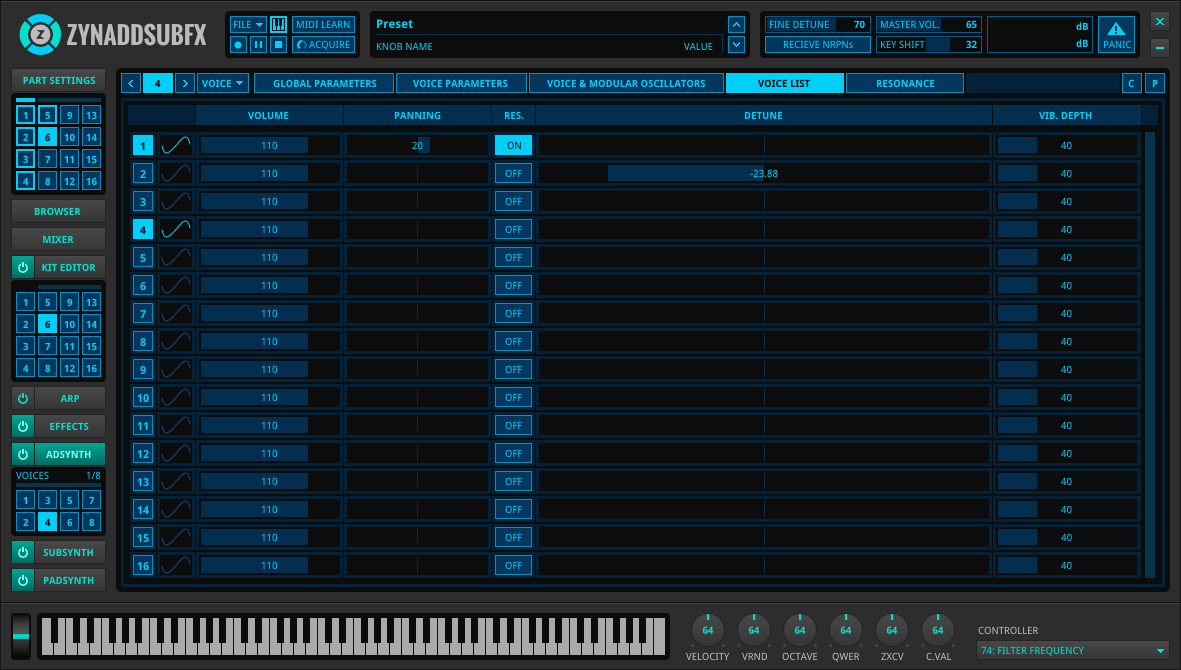 ZYNADDSUBFX
FILE MIDI LEARN
ACQUIRE
Preset
KNOB NAME VALUE
FINE DETUNE 70 MASTER VOL. 65
RECIEVE NRPNs KEY SHIFT 32
dB
dB
PANIC
PART SETTINGS
1 5 9 13
2 6 10 14
3 7 11 15
4 8 12 16
BROWSER
MIXER
KIT EDITOR
1 5 9 13
2 6 10 14
3 7 11 15
4 8 12 16
ARP
EFFECTS
ADSYNTH
VOICES 1/8
1 3 5 7
2 4 6 8
SUBSYNTH
PADSYNTH
< 4 > VOICE GLOBAL PARAMETERS VOICE PARAMETERS VOICE & MODULAR OSCILLATORS VOICE LIST RESONANCE C P
VOLUME PANNING RES. DETUNE VIB. DEPTH
1 110 20 ON 40
2 110 OFF -23.88 40
3 110 OFF 40
4 110 OFF 40
5 110 OFF 40
6 110 OFF 40
7 110 OFF 40
8 110 OFF 40
9 110 OFF 40
10 110 OFF 40
11 110 OFF 40
12 110 OFF 40
13 110 OFF 40
14 110 OFF 40
15 110 OFF 40
16 110 OFF 40
64 64 64 64 64 64
VELOCITY VRND OCTAVE QWER ZXCV C.VAL
CONTROLLER
74: FILTER FREQUENCY